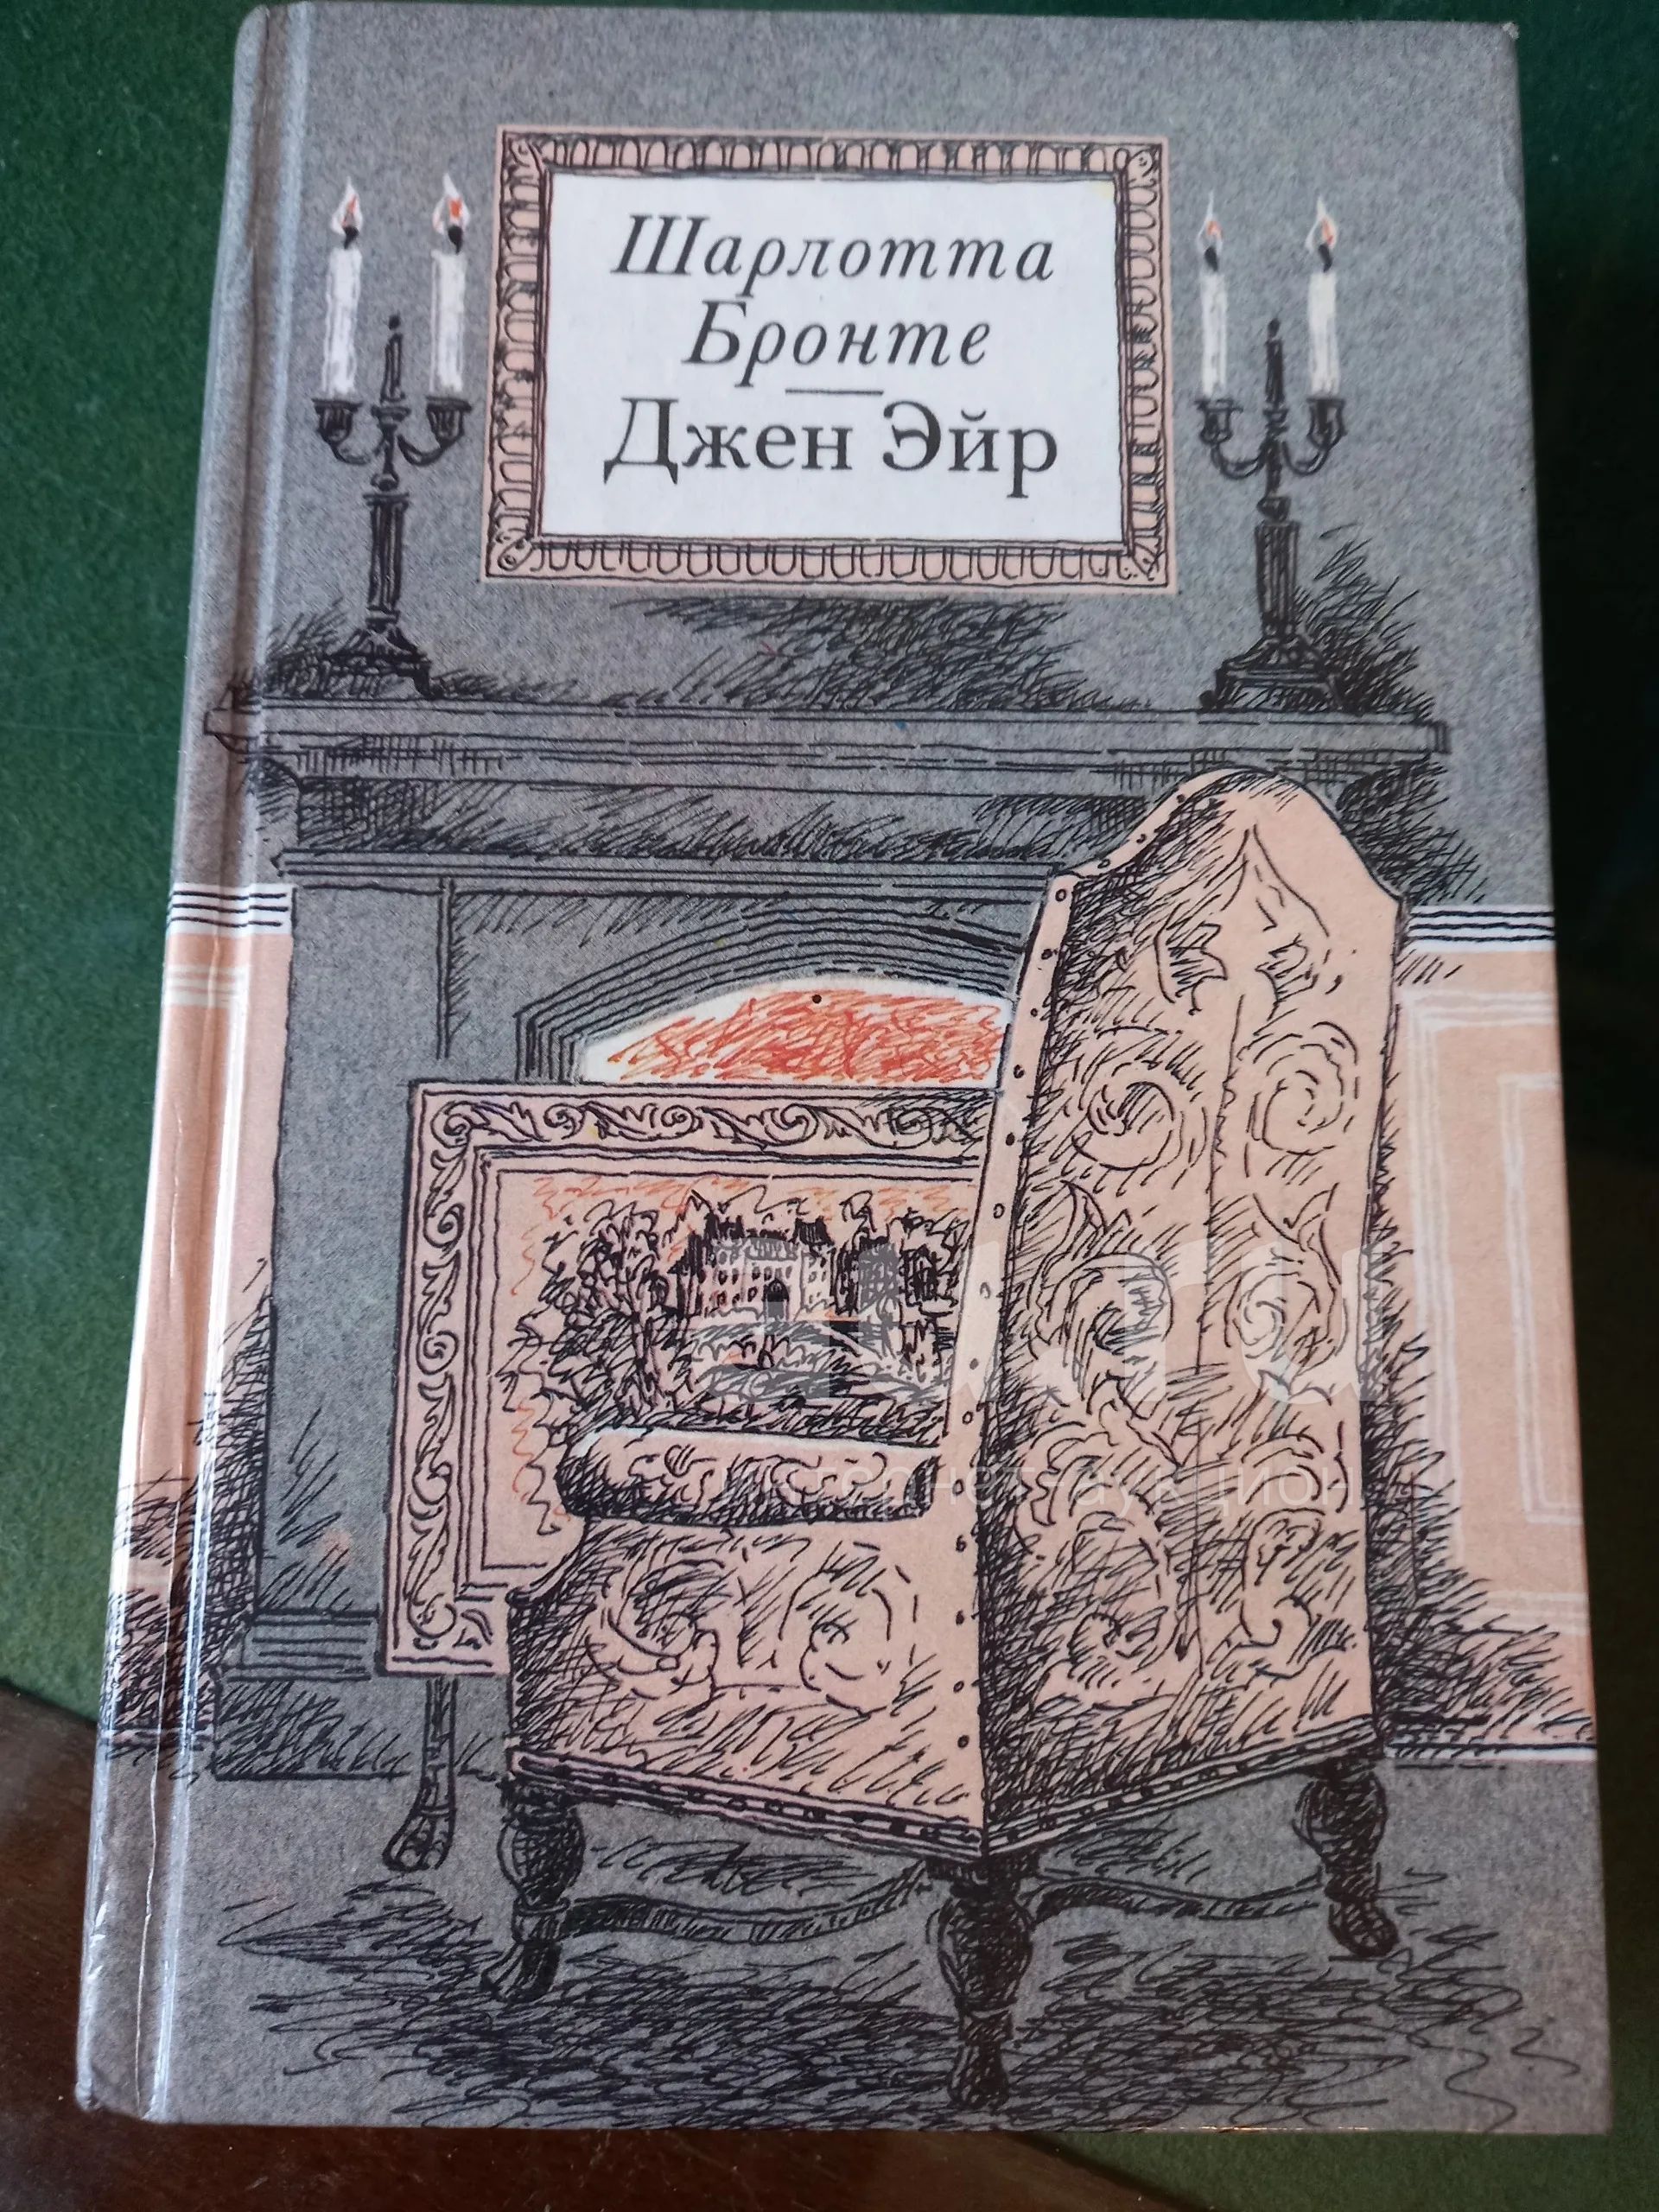 Шарлотта
Бронте
Джен Эйр